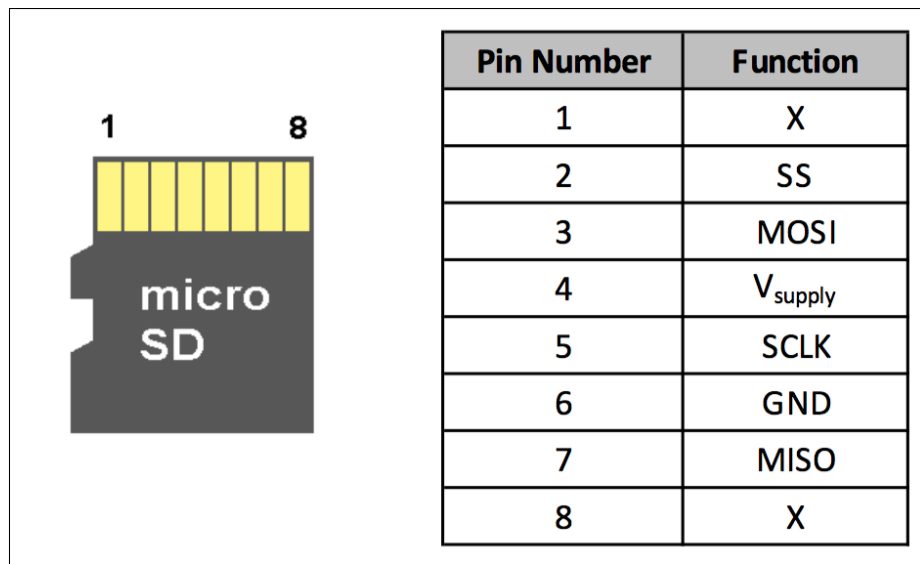 1 8
micro
SD
Pin Number Function
1 X
2 SS
3 MOSI
4 Vsupply
5 SCLK
6 GND
7 MISO
8 X